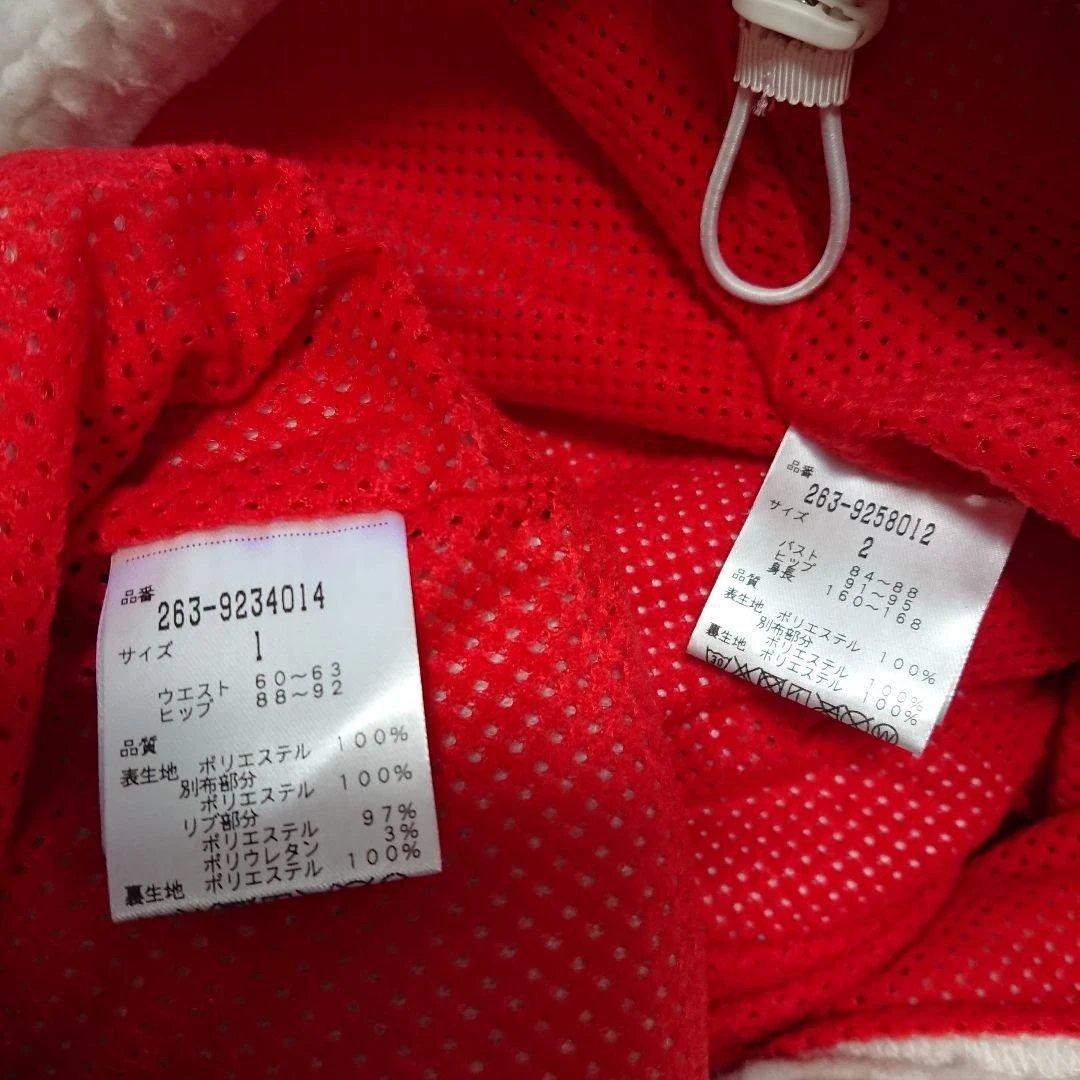 品番
263-9234014
サイズ
1
ウエスト 60～63
ヒップ 88～92
品質
表生地 ポリエステル 100%
別布部分
ポリエステル 100%
リブ部分
ポリエステル 97%
ポリウレタン 3%
裏生地 ポリエステル 100%
品番
263-9258012
サイズ
2
バスト 84～88
ヒップ 91～95
身長 160～168
品質
表生地 ポリエステル 100%
別布部分
ポリエステル 100%
裏生地 ポリエステル 100%
30
W